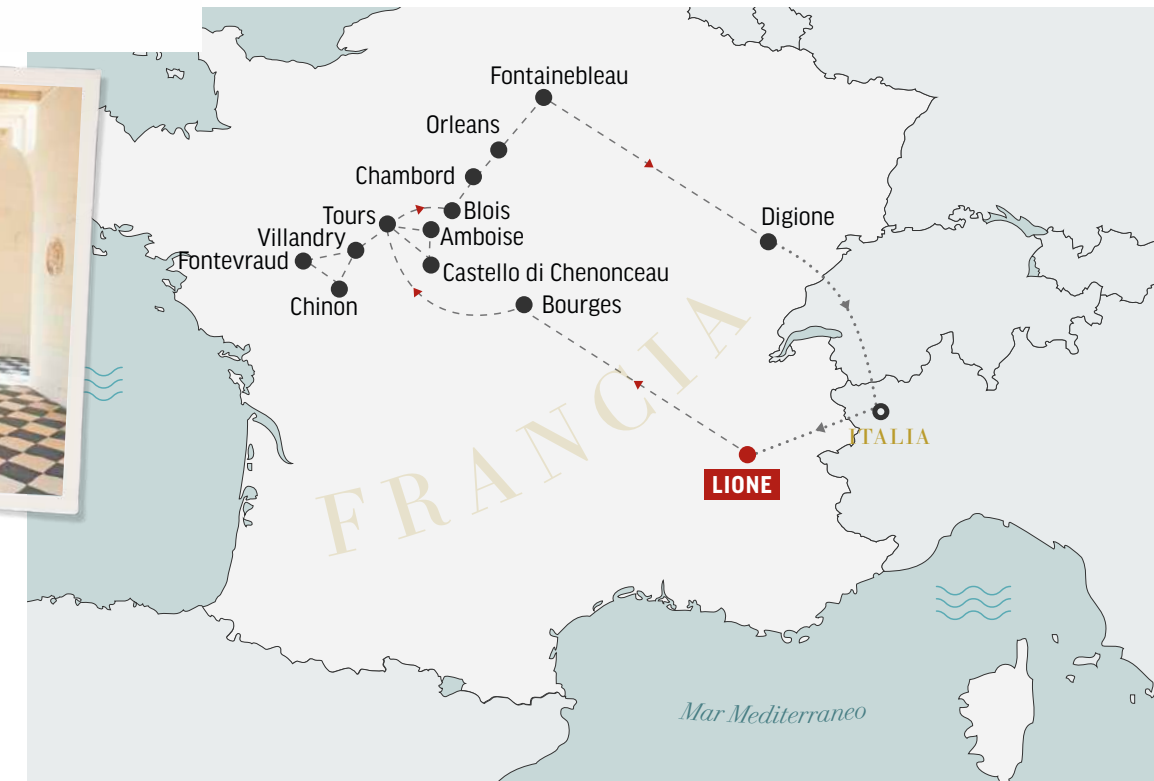 Fontainebleau
Orleans
Chambord
Tours
Blois
Digione
Villandry
Amboise
Fontevraud
Castello di Chenonceau
Chinon
Bourges
FRANCIA
ITALIA
LIONE
Mar Mediterraneo